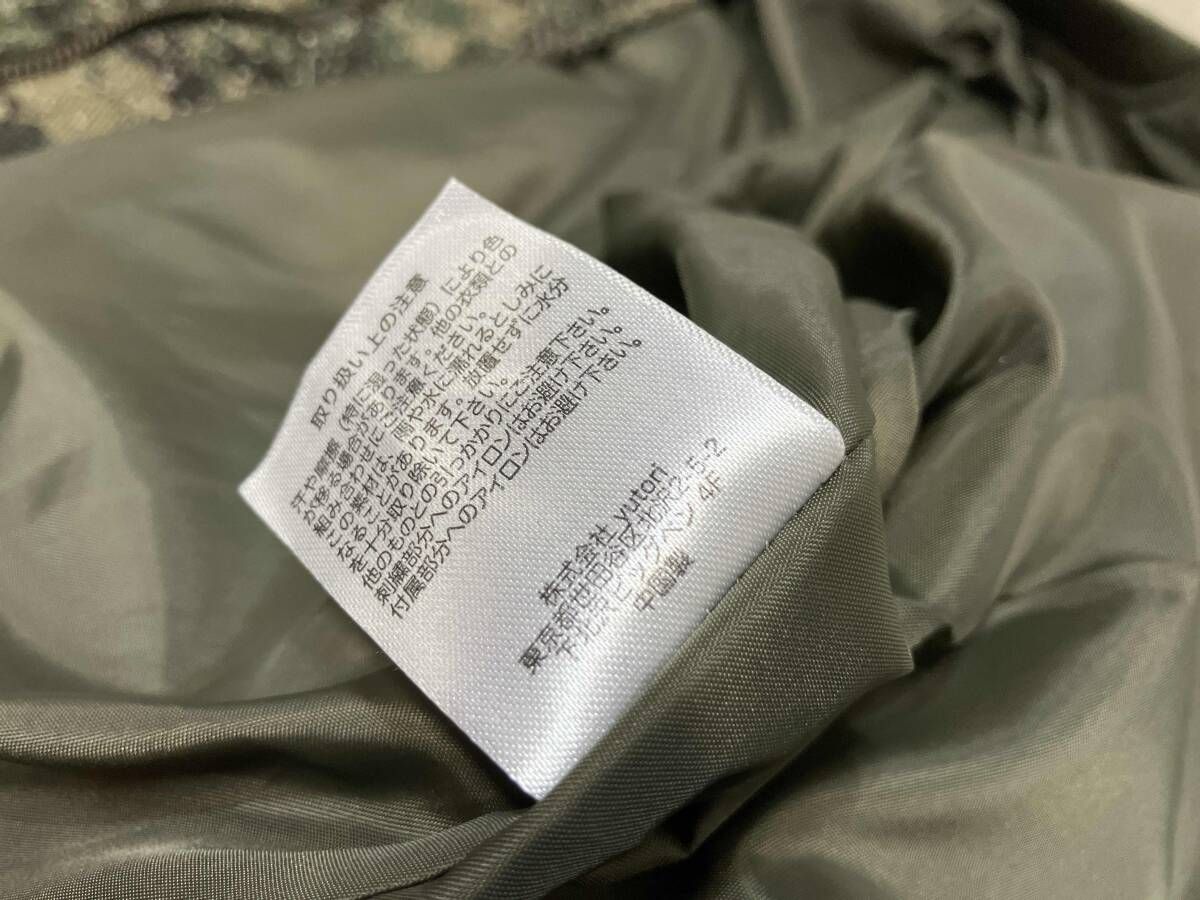 取り扱い上の注意
汗や摩擦（特に湿った状態）により色
が移る場合があります。他の衣類との
組み合わせにご注意ください。
この素材は、雨や水に濡れるとしみに
なることがあります。放置せずに水分
を十分取り除いて下さい。
他のものとの引っかかりにご注意下さい。
刺繍部分へのアイロンはお避け下さい。
付属部分へのアイロンはお避け下さい。
株式会社 yutori
東京都世田谷区北沢2-5-2
下北沢ビッグベン 4F
中国製